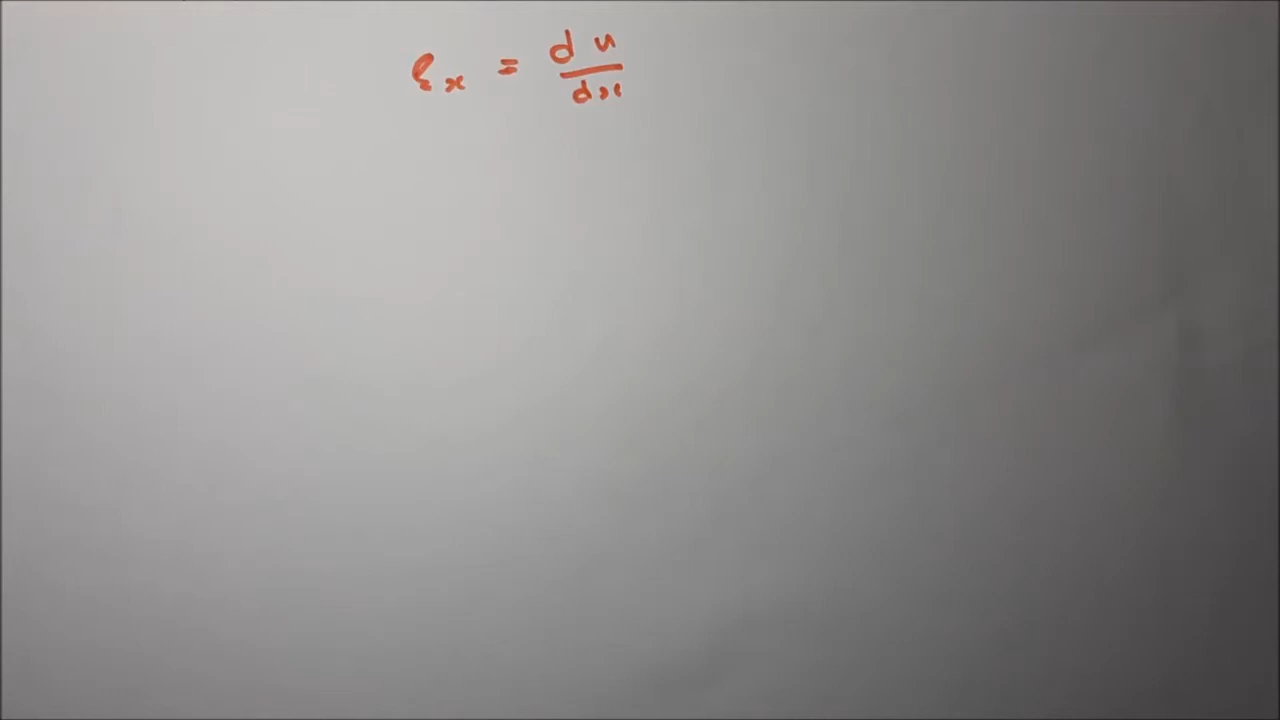 εx = du/dx